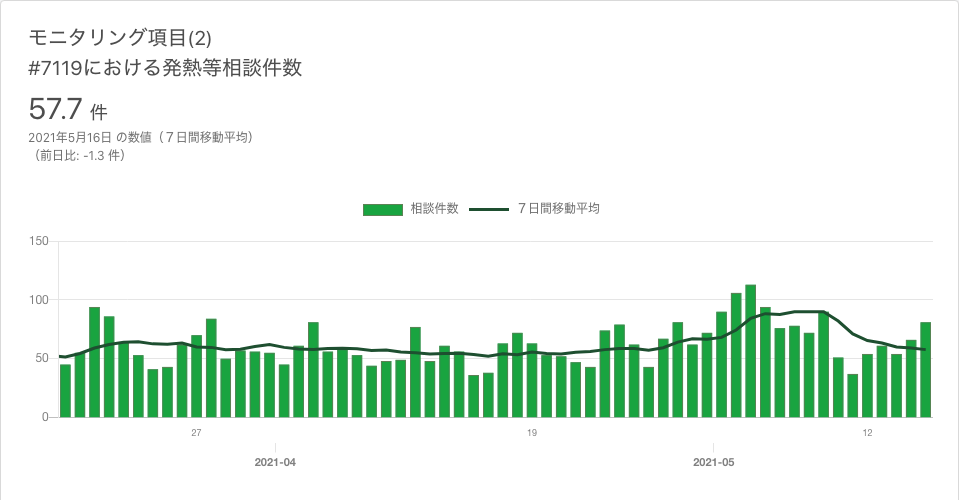 モニタリング項目(2)
#7119における発熱等相談件数
57.7 件
2021年5月16日 の数値（７日間移動平均）
（前日比: -1.3 件）
相談件数 ７日間移動平均
150
100
50
0
27 19 12
2021-04 2021-05